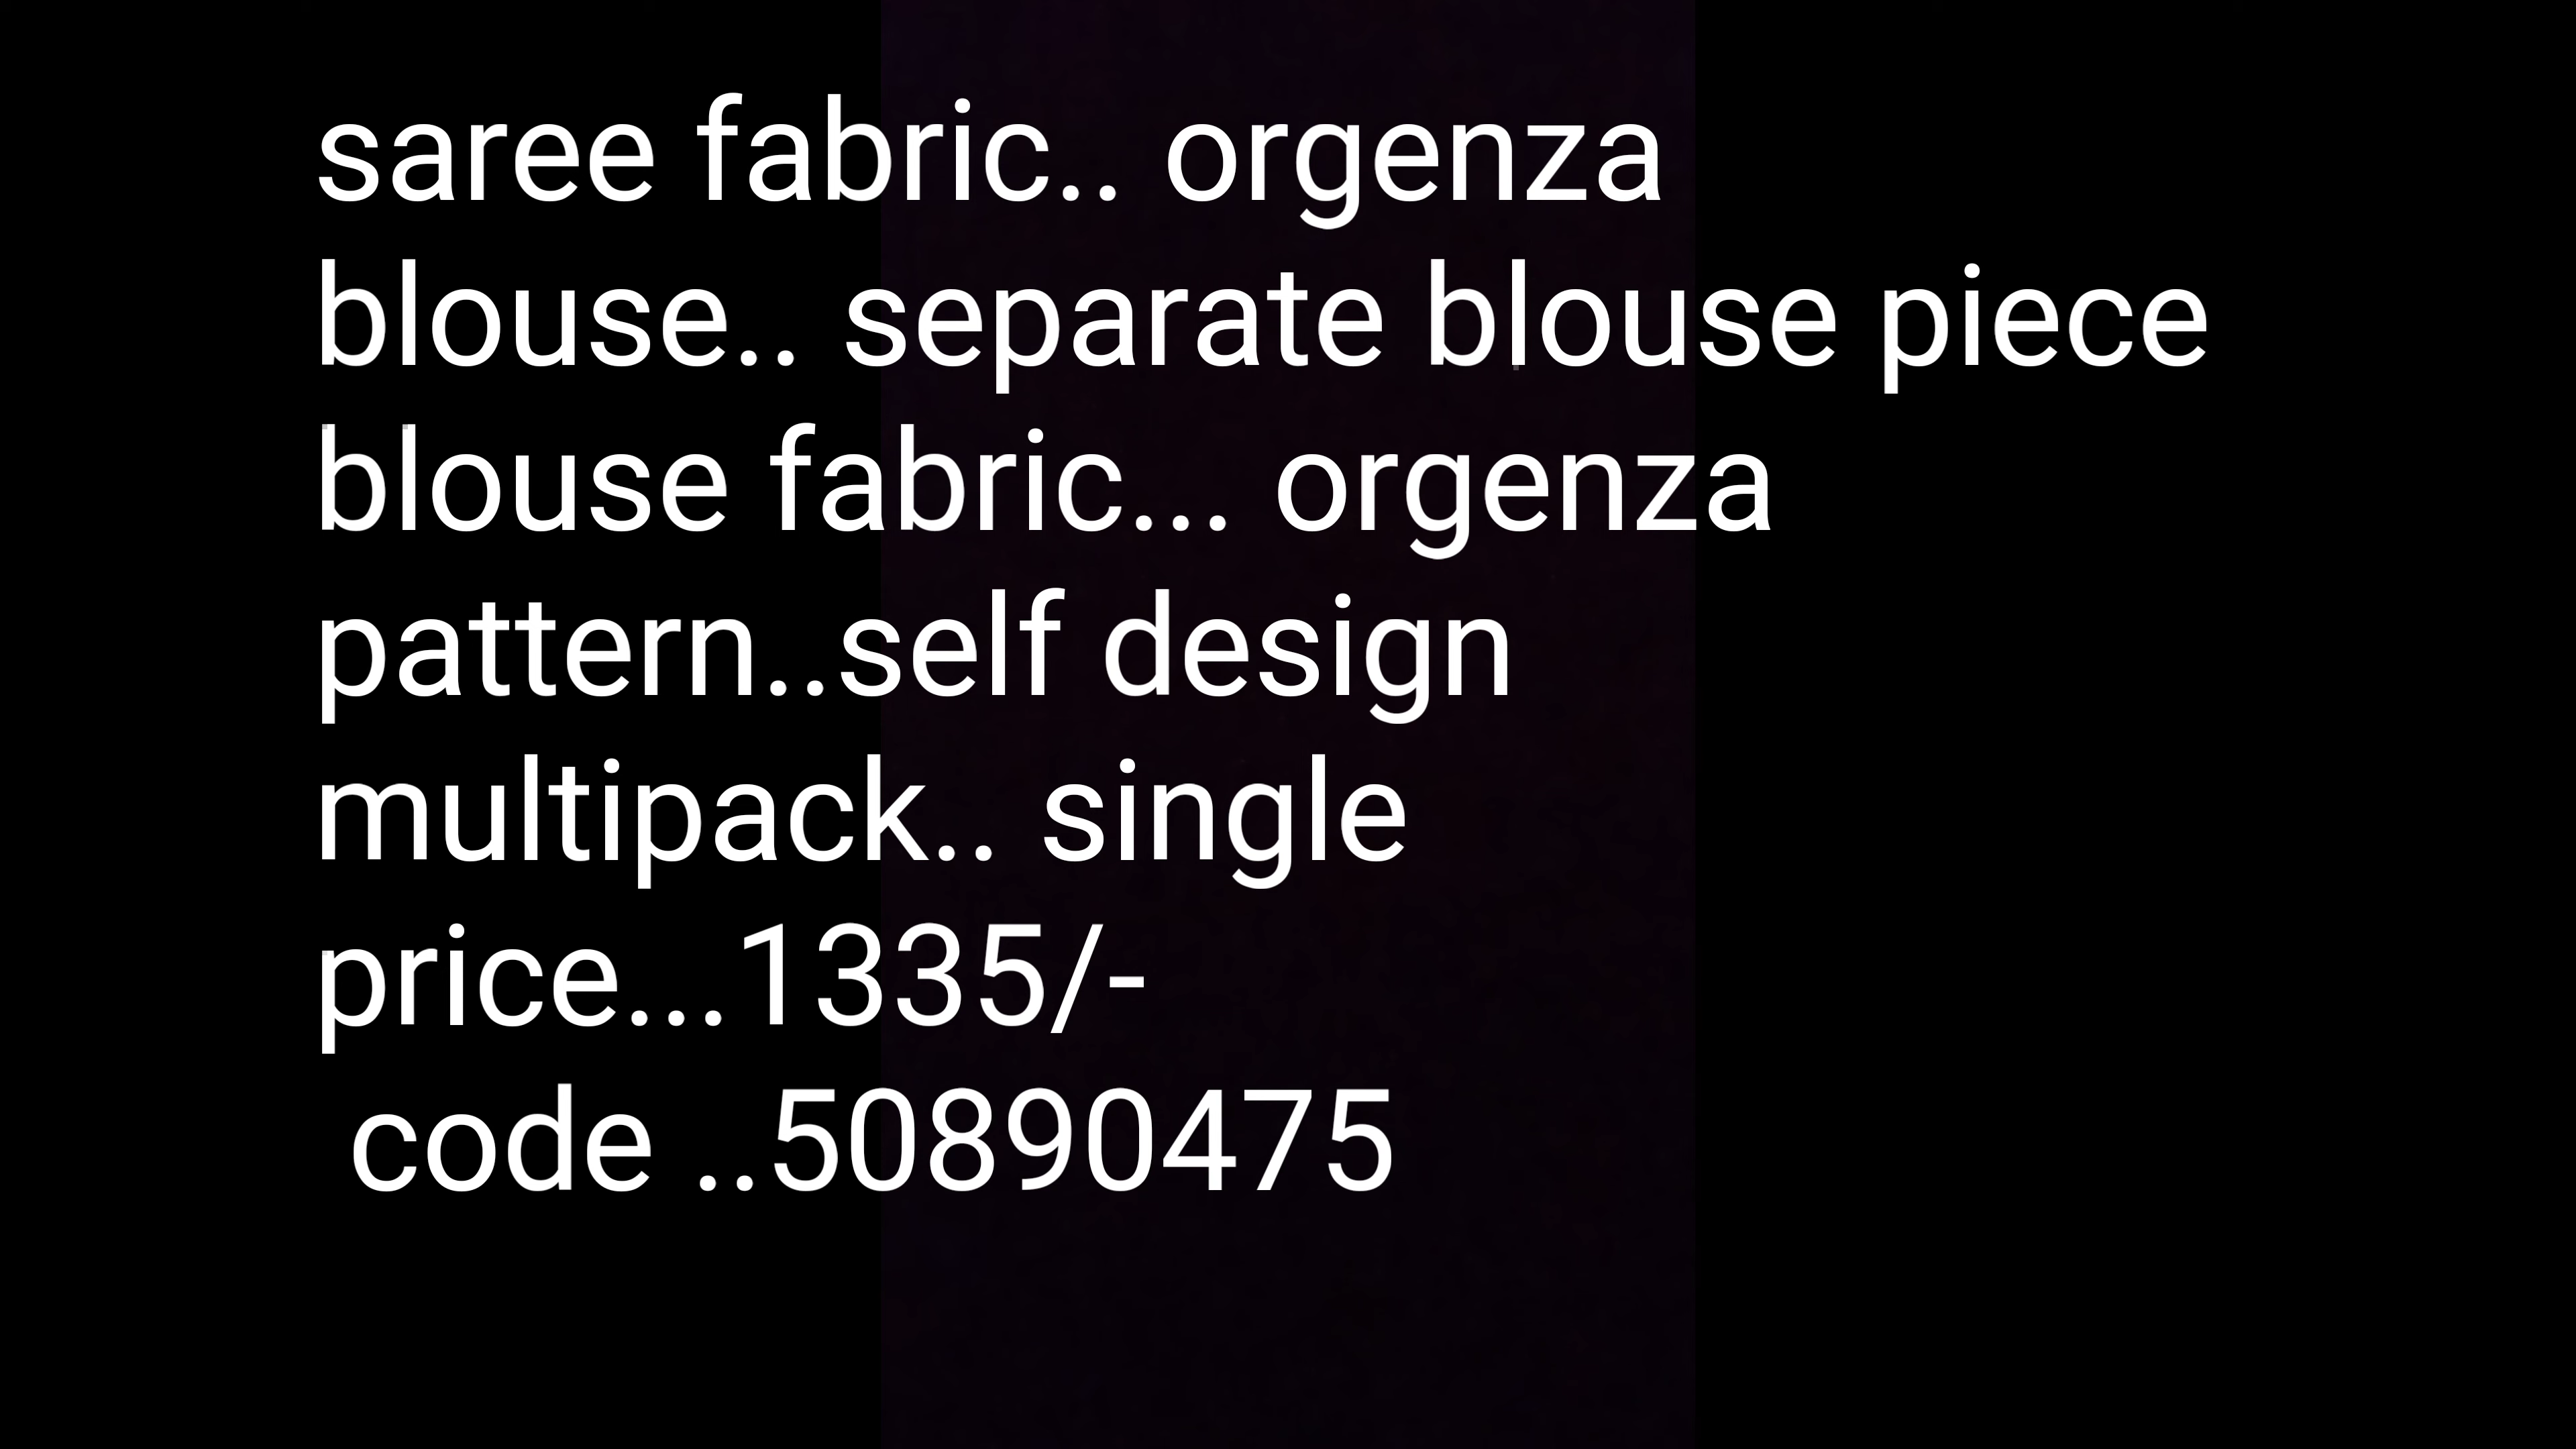 saree fabric.. orgenza
blouse.. separate blouse piece
blouse fabric... orgenza
pattern..self design
multipack.. single
price...1335/-
code ..50890475